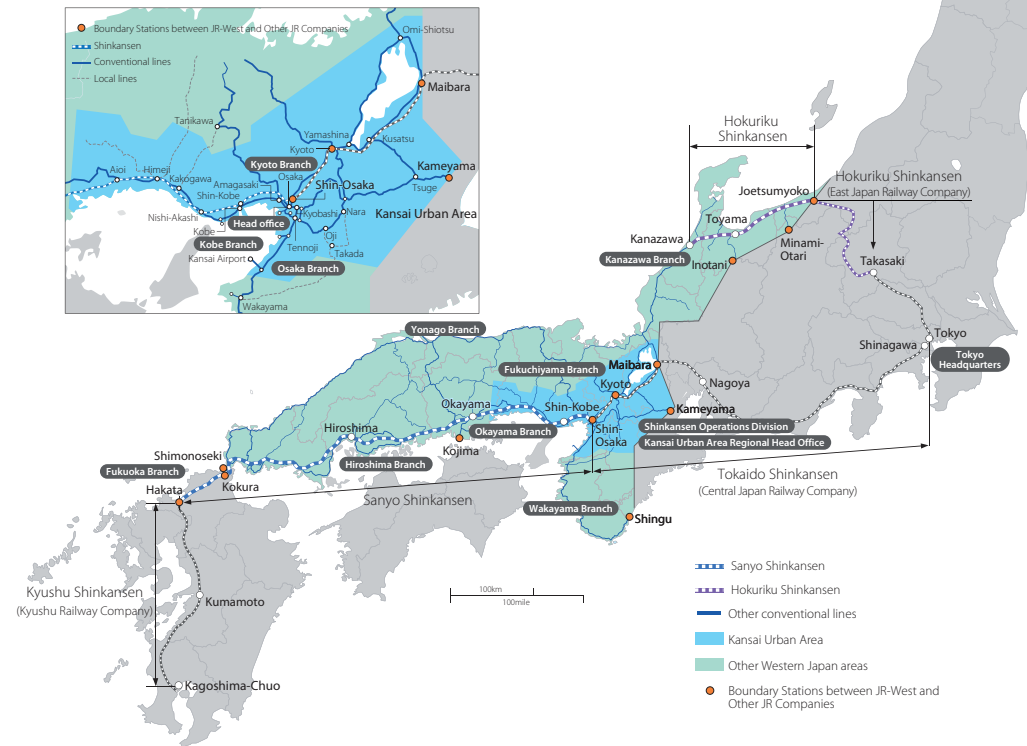 Boundary Stations between JR-West and Other JR Companies
Shinkansen
Conventional lines
Local lines
Omi-Shiotsu
Maibara
Tanikawa
Yamashina
Kyoto
Kusatsu
Kyoto Branch
Kameyama
Aioi
Himeji
Kakogawa
Amagasaki
Osaka
Shin-Osaka
Tsuge
Shin-Kobe
Nishi-Akashi
Kyobashi
Nara
Kansai Urban Area
Head office
Kobe
Kobe Branch
Tennoji
Oji
Takada
Kansai Airport
Osaka Branch
Wakayama
Hokuriku
Shinkansen
Joetsumyoko
Hokuriku Shinkansen
(East Japan Railway Company)
Toyama
Kanazawa
Kanazawa Branch
Inotani
Minami-
Otari
Takasaki
Tokyo
Shinagawa
Tokyo
Headquarters
Yonago Branch
Fukuchiyama Branch
Maibara
Kyoto
Nagoya
Okayama
Shin-Kobe
Kameyama
Shin-
Osaka
Shinkansen Operations Division
Kansai Urban Area Regional Head Office
Hiroshima
Okayama Branch
Kojima
Hiroshima Branch
Shimonoseki
Fukuoka Branch
Kokura
Hakata
Sanyo Shinkansen
Tokaido Shinkansen
(Central Japan Railway Company)
Wakayama Branch
Shingu
Kyushu Shinkansen
(Kyushu Railway Company)
Kumamoto
Kagoshima-Chuo
100km
100mile
Sanyo Shinkansen
Hokuriku Shinkansen
Other conventional lines
Kansai Urban Area
Other Western Japan areas
Boundary Stations between JR-West and
Other JR Companies